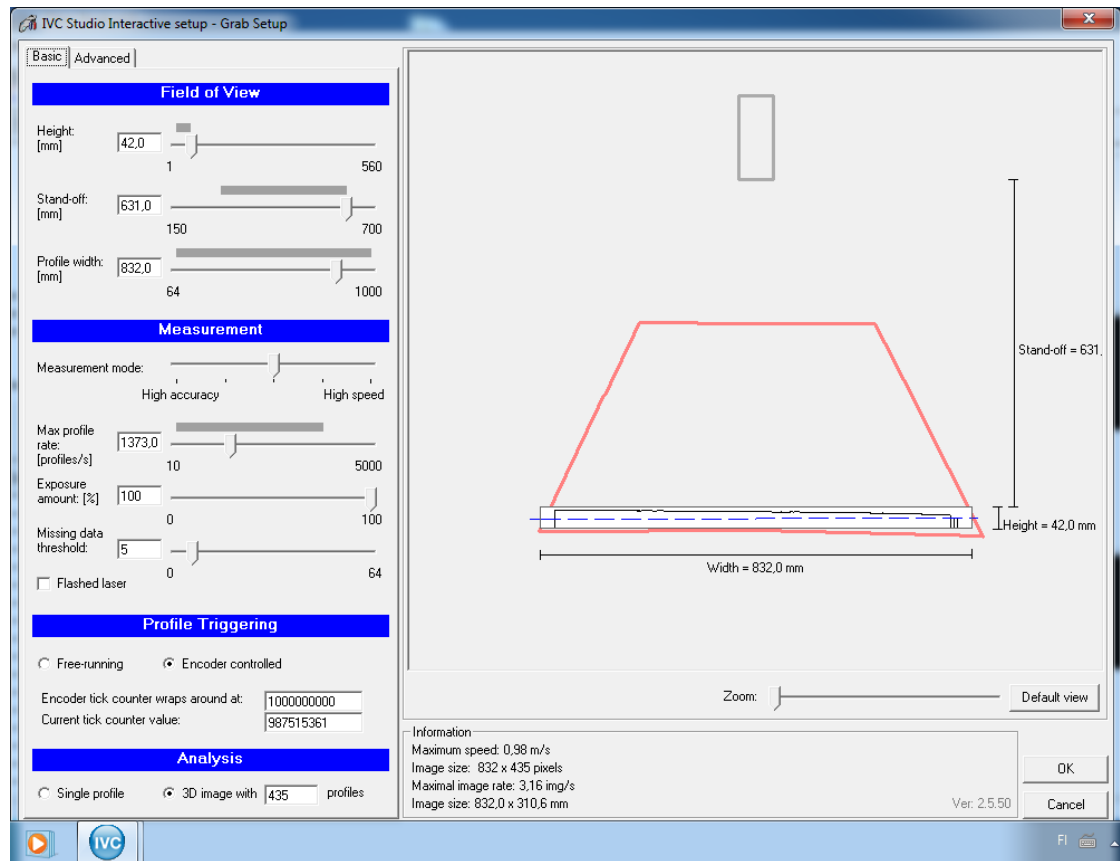 IVC Studio Interactive setup - Grab Setup
Basic Advanced
Field of View
Height:
[mm]
42,0
1 560
Stand-off:
[mm]
631,0
150 700
Profile width:
[mm]
832,0
64 1000
Measurement
Measurement mode:
High accuracy High speed
Max profile
rate:
[profiles/s]
1373,0
10 5000
Exposure
amount: [%]
100
0 100
Missing data
threshold:
5
0 64
Flashed laser
Profile Triggering
Free-running Encoder controlled
Encoder tick counter wraps around at: 1000000000
Current tick counter value: 987515361
Analysis
Single profile 3D image with 435 profiles
Stand-off = 631,
Height = 42,0 mm
Width = 832,0 mm
Zoom: Default view
Information
Maximum speed: 0,98 m/s
Image size: 832 x 435 pixels
Maximal image rate: 3,16 img/s
Image size: 832,0 x 310,6 mm
Ver: 2.5.50
OK
Cancel
IVC
FI